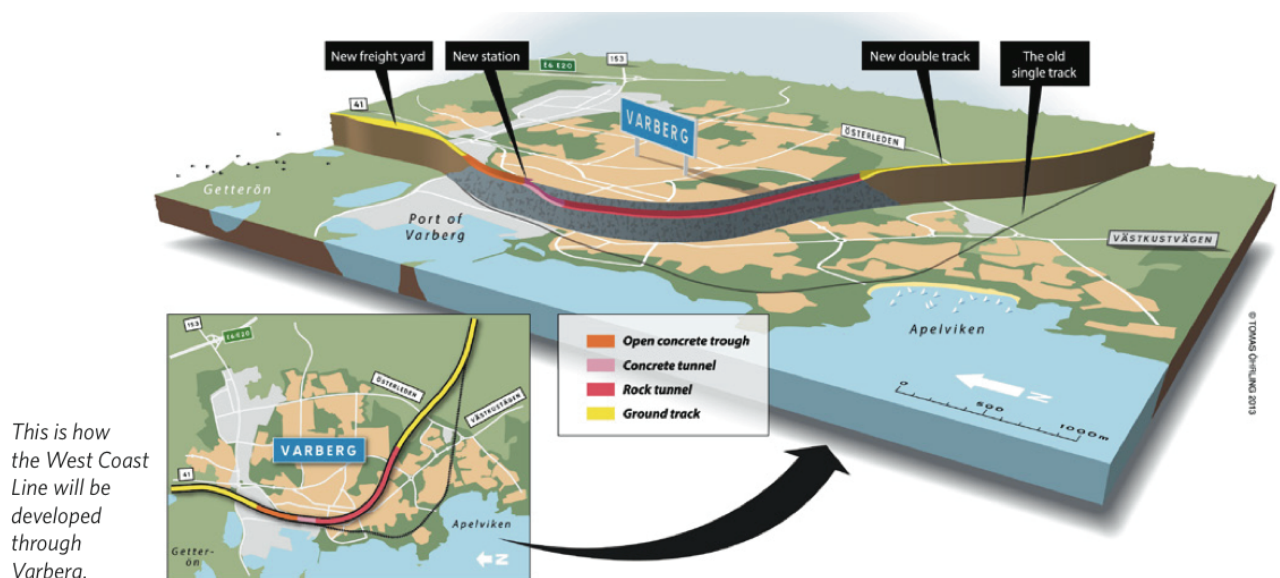 New freight yard
New station
New double track
The old
single track
E6 E20
153
41
VARBERG
ÖSTERLEDEN
Getterön
Port of
Varberg
VÄSTKUSTVÄGEN
Apelviken
0
500
1000m
N
© TOMAS ÖHRLING 2013
Open concrete trough
Concrete tunnel
Rock tunnel
Ground track
153
E6 E20
ÖSTERLEDEN
VÄSTKUSTÄGEN
VARBERG
41
Apelviken
Getter-
ön
N
This is how
the West Coast
Line will be
developed
through
Varberg.